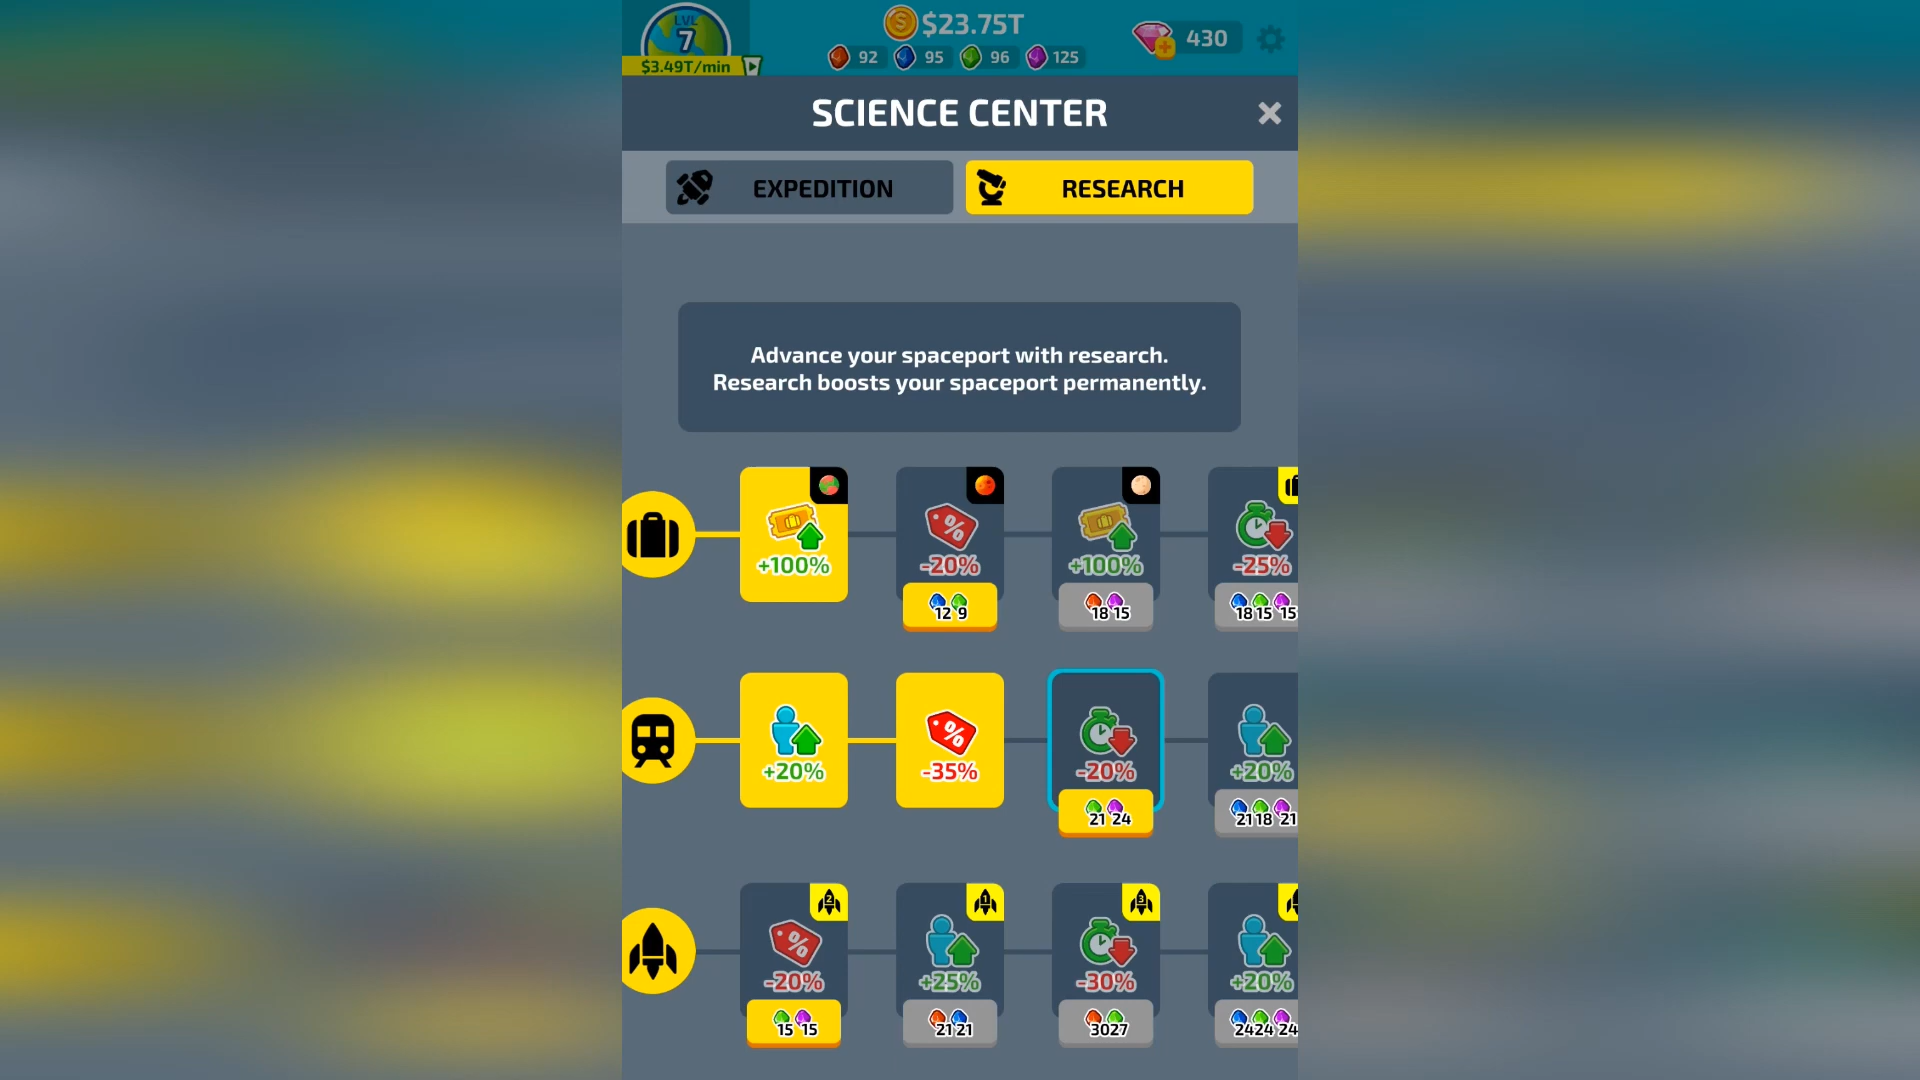 LVL
7
$3.49T/min
$23.75T
92 95 96 125
430
SCIENCE CENTER
EXPEDITION
RESEARCH
Advance your spaceport with research.
Research boosts your spaceport permanently.
+100% -20% +100% -25%
12 9 18 15 18 15 15
+20% -35% -20% +20%
21 24 21 18 21
2 1 3
-20% +25% -30% +20%
15 15 21 21 30 27 24 24 24